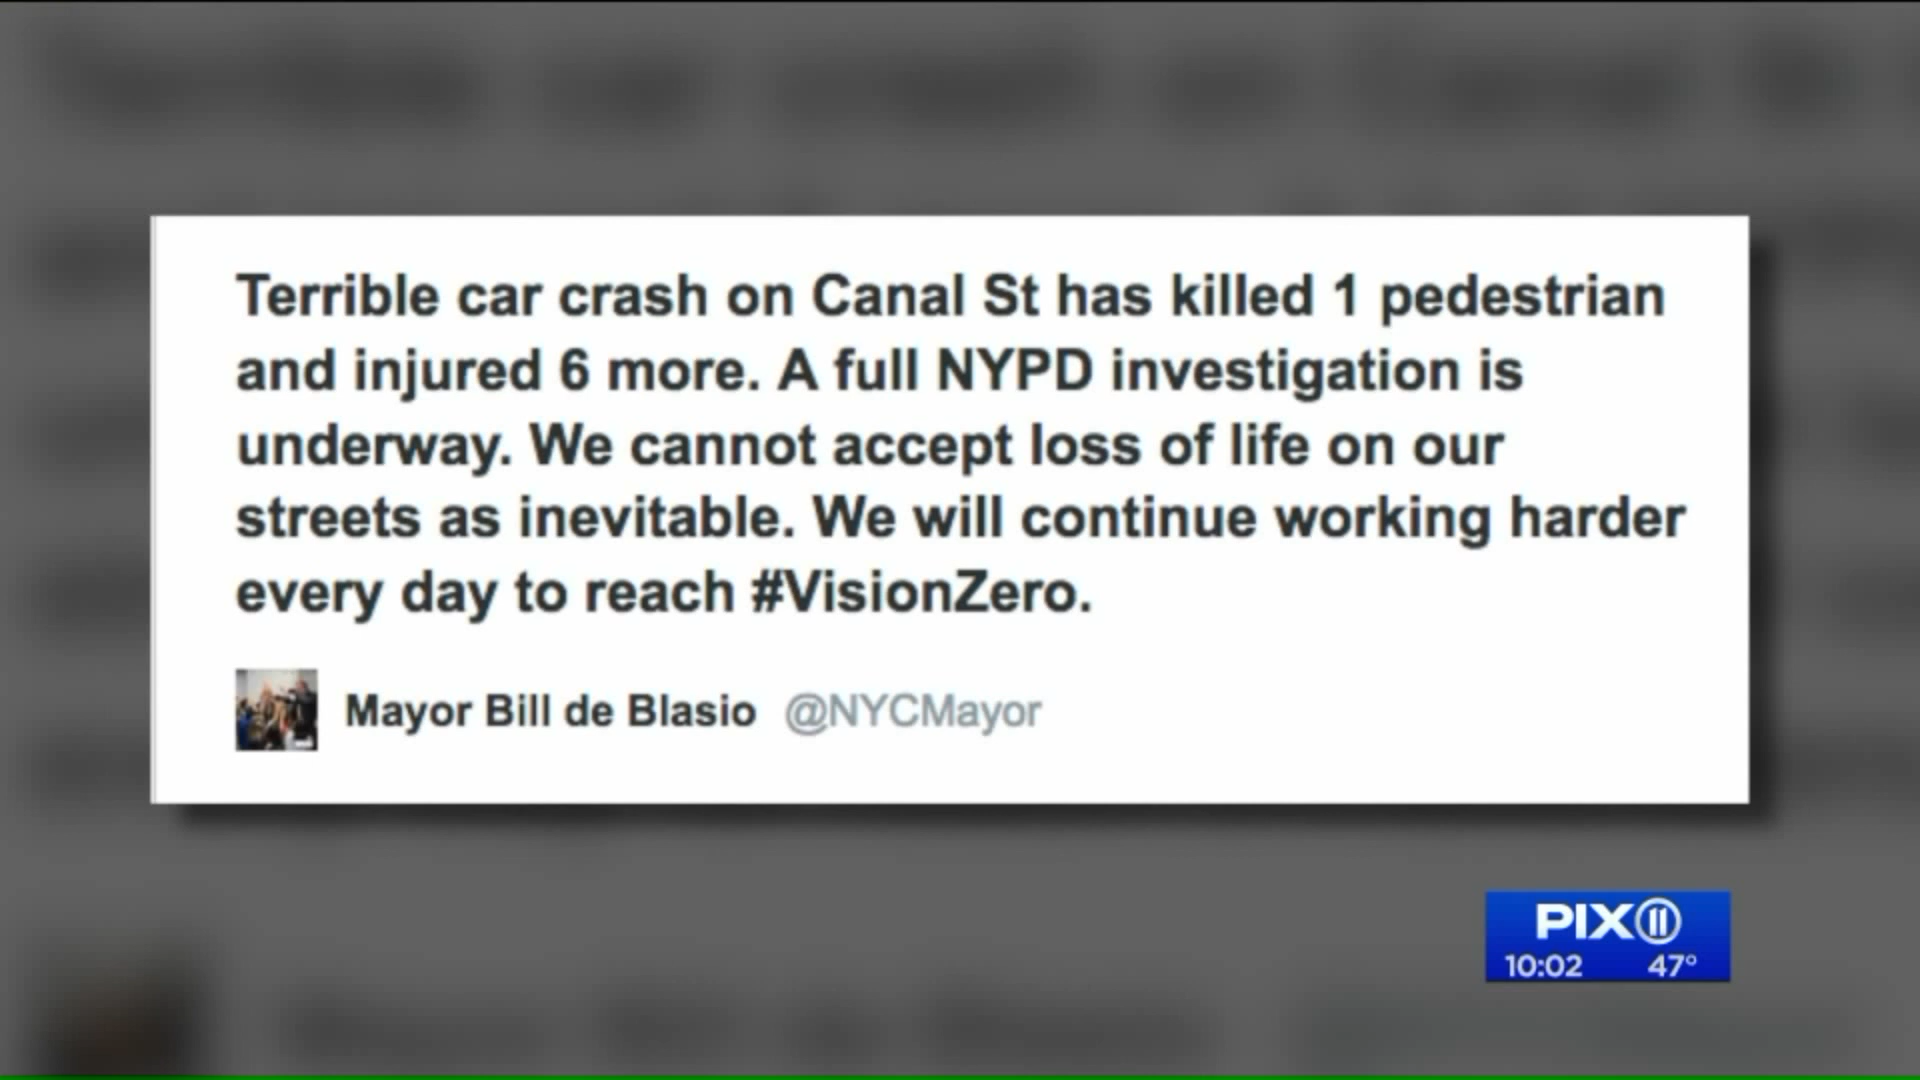 Terrible car crash on Canal St has killed 1 pedestrian
and injured 6 more. A full NYPD investigation is
underway. We cannot accept loss of life on our
streets as inevitable. We will continue working harder
every day to reach #VisionZero.
Mayor Bill de Blasio @NYCMayor
PIX11
10:02 47°